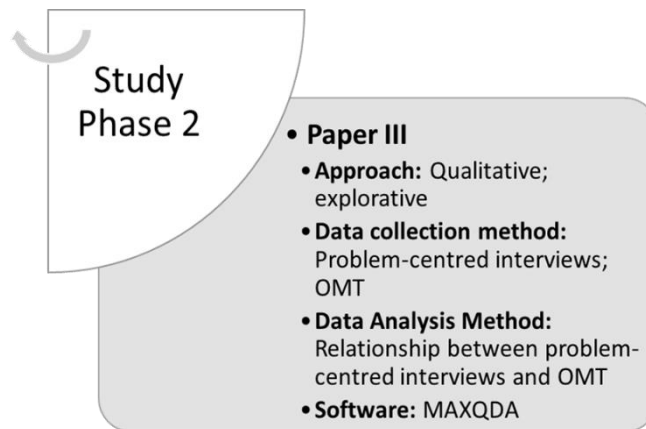 Study
Phase 2
• Paper III
• Approach: Qualitative;
explorative
• Data collection method:
Problem-centred interviews;
OMT
• Data Analysis Method:
Relationship between problem-
centred interviews and OMT
• Software: MAXQDA